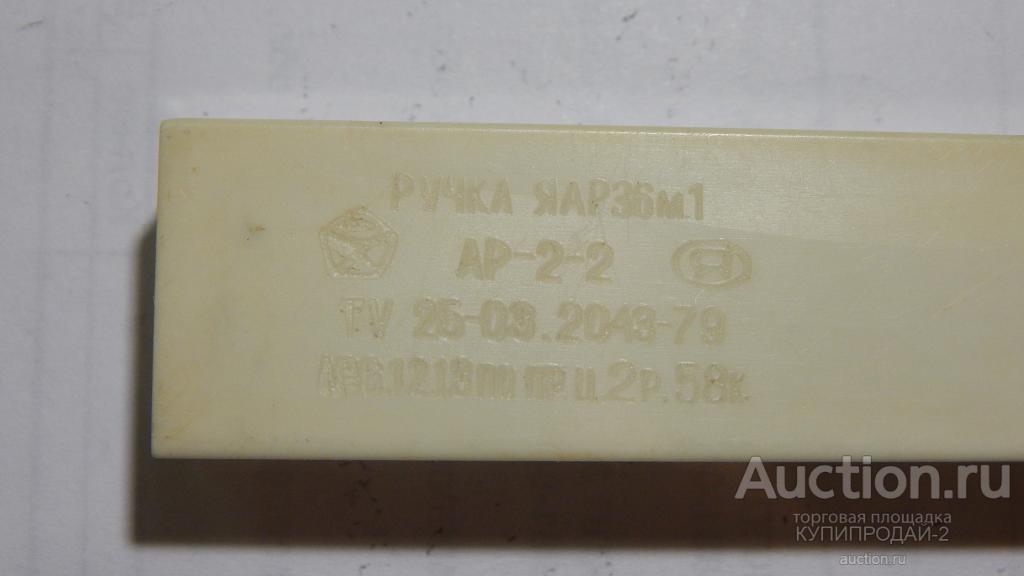 РУЧКА ЯАР36м1
АР-2-2
ТУ 25-03.2043-79
ц. 2р. 58к.
Auction.ru
торговая площадка
КУПИПРОДАЙ-2
auction.ru